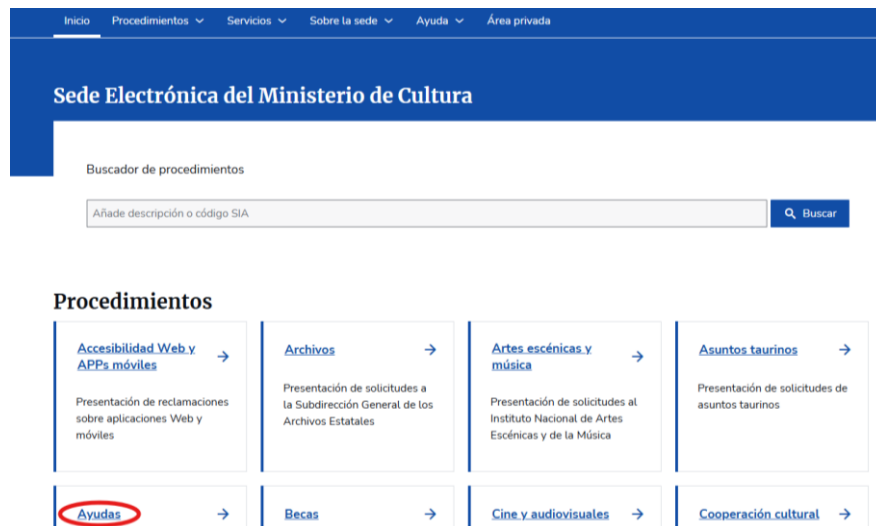 Inicio Procedimientos Servicios Sobre la sede Ayuda Área privada
Sede Electrónica del Ministerio de Cultura
Buscador de procedimientos
Añade descripción o código SIA
Buscar
Procedimientos
Accesibilidad Web y
APPs móviles
Presentación de reclamaciones
sobre aplicaciones Web y
móviles
Archivos
Presentación de solicitudes a
la Subdirección General de los
Archivos Estatales
Artes escénicas y
música
Presentación de solicitudes al
Instituto Nacional de Artes
Escénicas y de la Música
Asuntos taurinos
Presentación de solicitudes de
asuntos taurinos
Ayudas
Becas
Cine y audiovisuales
Cooperación cultural